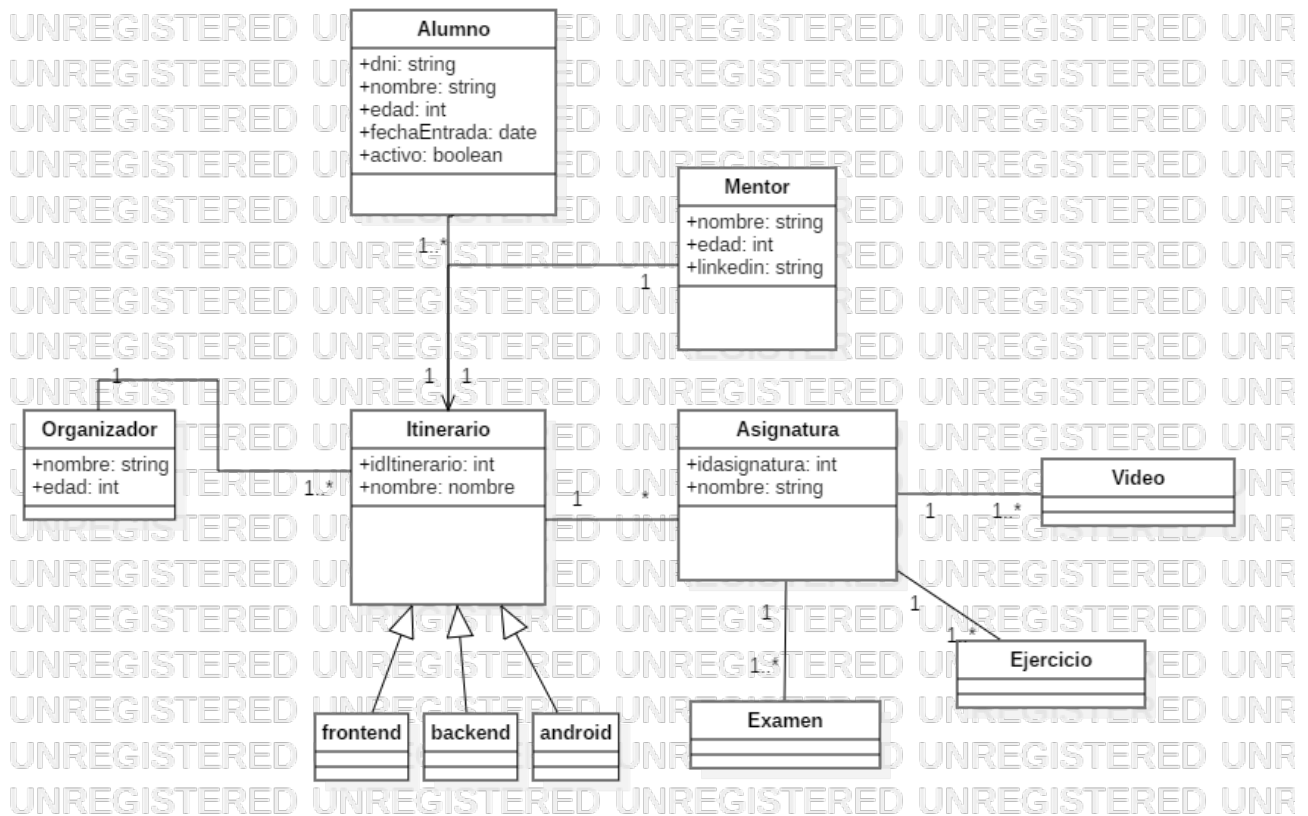 Alumno
+dni: string
+nombre: string
+edad: int
+fechaEntrada: date
+activo: boolean
Mentor
+nombre: string
+edad: int
+linkedin: string
1..*
1
1
1
1
Organizador
+nombre: string
+edad: int
1..*
Itinerario
+idItinerario: int
+nombre: nombre
1
*
Asignatura
+idasignatura: int
+nombre: string
1
1..*
Video
1
1..*
Ejercicio
1
1..*
Examen
frontend
backend
android
UNREGISTERED